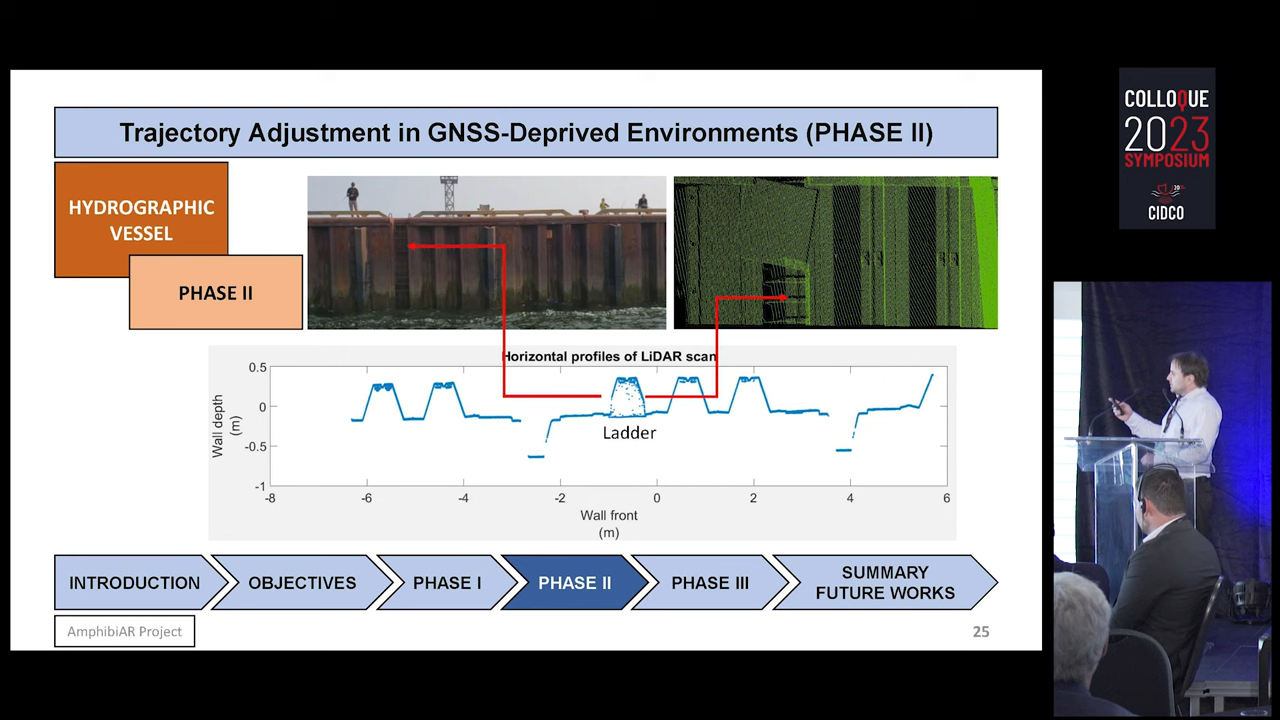 Trajectory Adjustment in GNSS-Deprived Environments (PHASE II)
HYDROGRAPHIC
VESSEL
PHASE II
Horizontal profiles of LiDAR scan
0.5
0
-0.5
-1
Wall depth
(m)
Ladder
-8
-6
-4
-2
0
2
4
6
Wall front
(m)
INTRODUCTION
OBJECTIVES
PHASE I
PHASE II
PHASE III
SUMMARY
FUTURE WORKS
AmphibiAR Project
25
COLLOQUE
2023
SYMPOSIUM
CIDCO